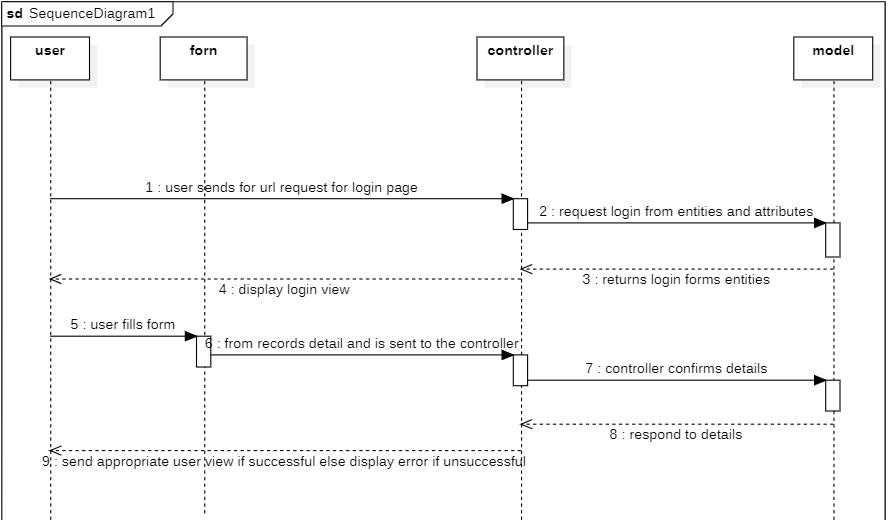 sd SequenceDiagram1
user
forn
controller
model
1 : user sends for url request for login page
2 : request login from entities and attributes
3 : returns login forms entities
4 : display login view
5 : user fills form
6 : from records detail and is sent to the controller
7 : controller confirms details
8 : respond to details
9 : send appropriate user view if successful else display error if unsuccessful